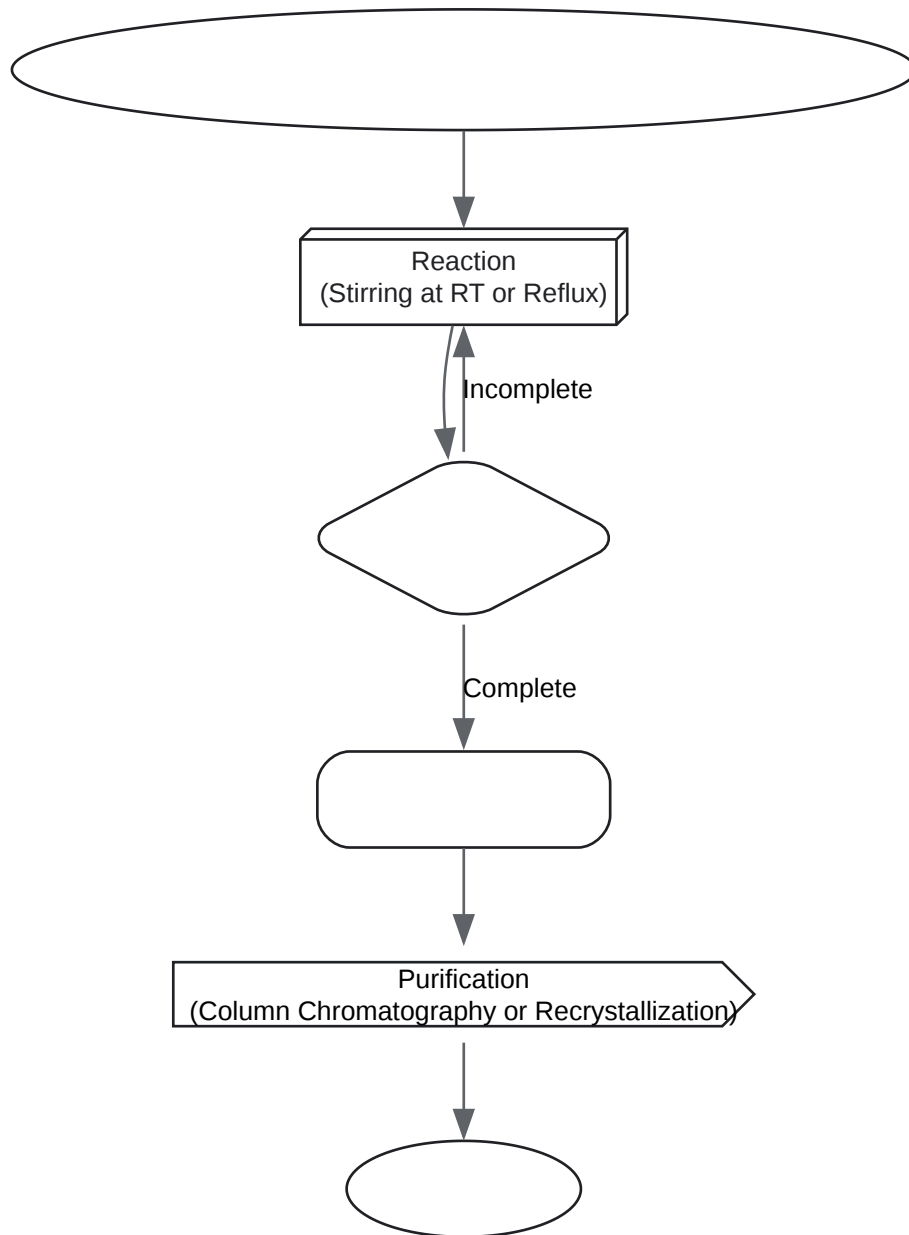 Reaction
(Stirring at RT or Reflux)
Incomplete
Complete
Purification
(Column Chromatography or Recrystallization)